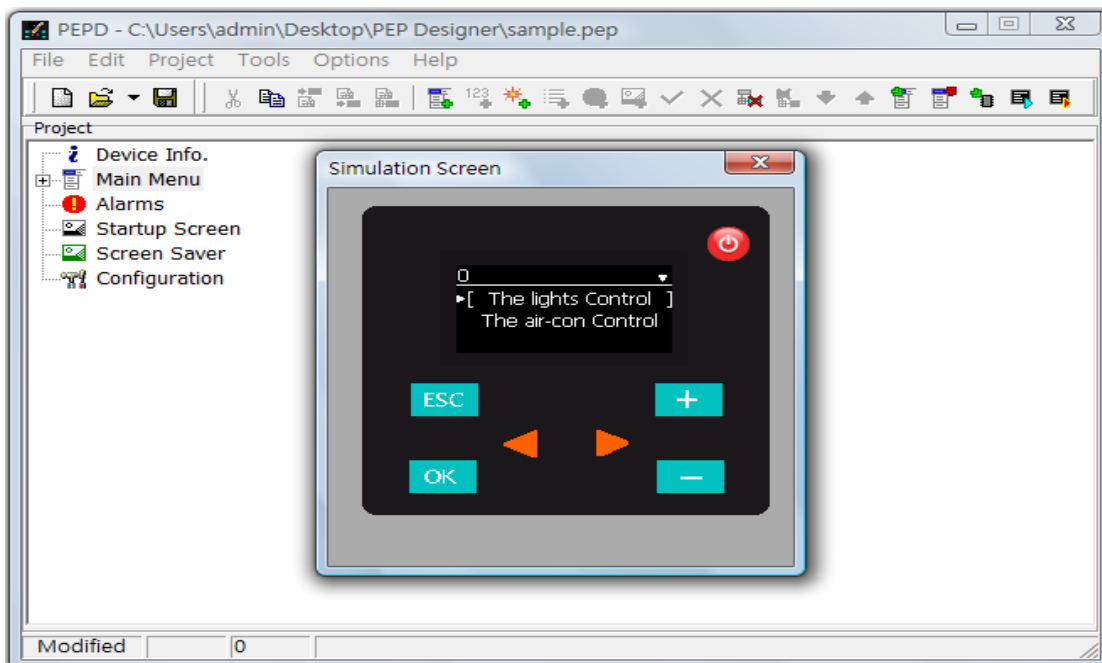 PEPD - C:\Users\admin\Desktop\PEP Designer\sample.pep
File Edit Project Tools Options Help
123
Project
Device Info.
Main Menu
Alarms
Startup Screen
Screen Saver
Configuration
Simulation Screen
0
[ The lights Control ]
The air-con Control
ESC
+
OK
−
Modified 0